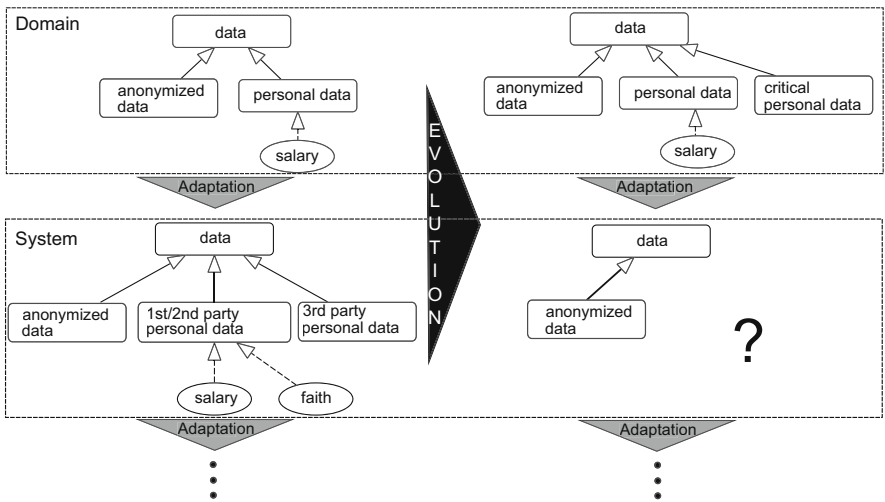 Domain
data
anonymized
data
personal data
salary
Adaptation
data
anonymized
data
personal data
critical
personal data
salary
Adaptation
EVOLUTION
System
data
anonymized
data
1st/2nd party
personal data
3rd party
personal data
salary
faith
Adaptation
data
anonymized
data
?
Adaptation